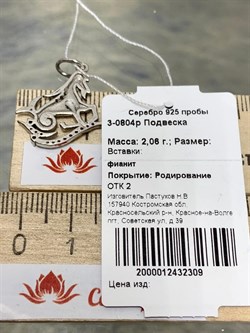 Серебро 925 пробы
3-0804р Подвеска
Масса: 2,08 г.; Размер:
Вставки:
фианит
Покрытие: Родирование
ОТК 2
Изготовитель Пастухов Н.В
157940 Костромская обл.
Красносельский р-н, Красное-на-Волге
пгт, Советская ул, д 39
2000012432309
Цена изд:
0 1